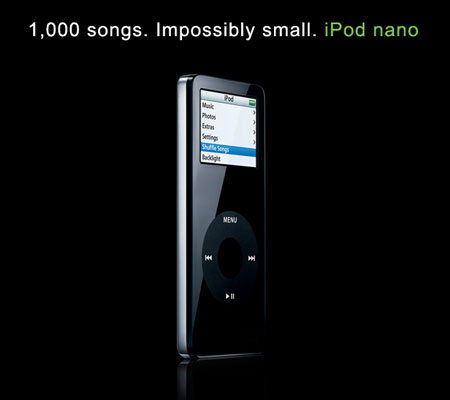 1,000 songs. Impossibly small. iPod nano
iPod
Music
Photos
Extras
Settings
Shuffle Songs
Backlight
MENU